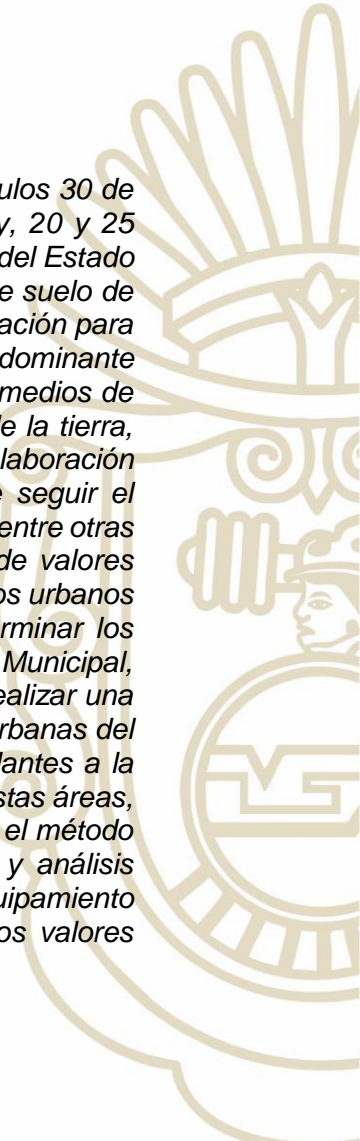 ulos 30 de
y, 20 y 25
del Estado
e suelo de
ación para
dominante
medios de
e la tierra,
laboración
e seguir el
entre otras
de valores
os urbanos
rminar los
Municipal,
ealizar una
rbanas del
lantes a la
stas áreas,
el método
y análisis
uipamiento
os valores